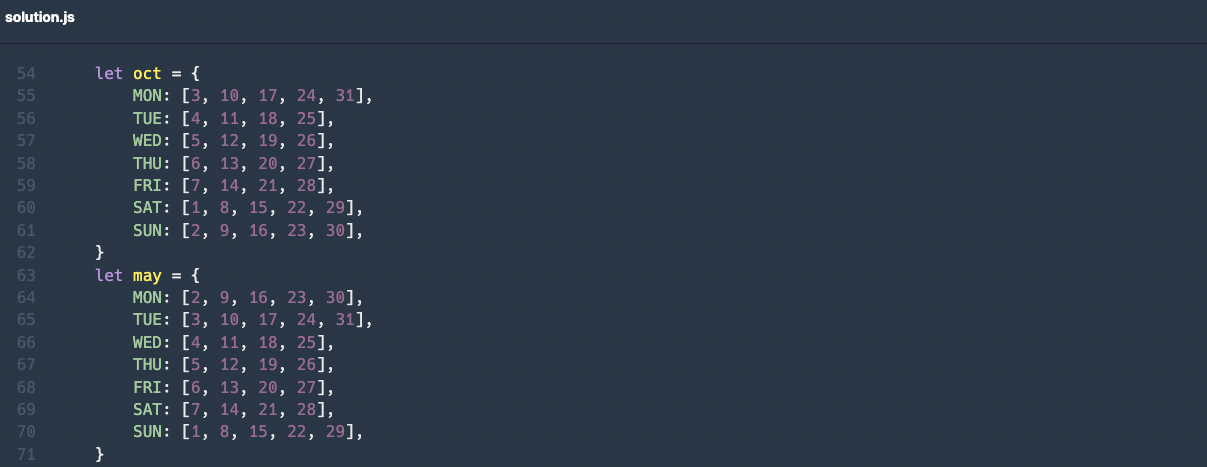 solution.js
54 let oct = {
55 MON: [3, 10, 17, 24, 31],
56 TUE: [4, 11, 18, 25],
57 WED: [5, 12, 19, 26],
58 THU: [6, 13, 20, 27],
59 FRI: [7, 14, 21, 28],
60 SAT: [1, 8, 15, 22, 29],
61 SUN: [2, 9, 16, 23, 30],
62 }
63 let may = {
64 MON: [2, 9, 16, 23, 30],
65 TUE: [3, 10, 17, 24, 31],
66 WED: [4, 11, 18, 25],
67 THU: [5, 12, 19, 26],
68 FRI: [6, 13, 20, 27],
69 SAT: [7, 14, 21, 28],
70 SUN: [1, 8, 15, 22, 29],
71 }